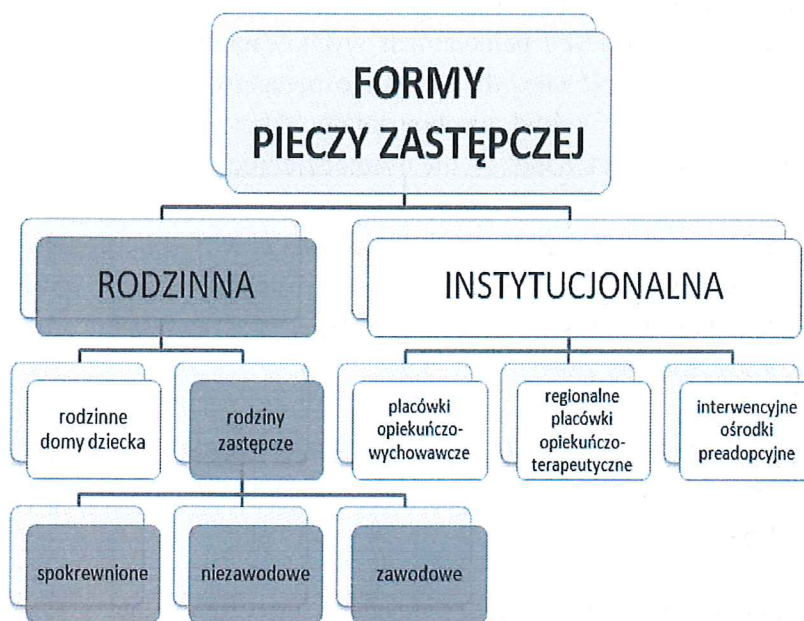 FORMY
PIECZY ZASTĘPCZEJ
RODZINNA
INSTYTUCJONALNA
rodzinne
domy dziecka
rodziny
zastępcze
placówki
opiekuńczo-
wychowawcze
regionalne
placówki
opiekuńczo-
terapeutyczne
interwencyjne
ośrodki
preadopcyjne
spokrewnione
niezawodowe
zawodowe